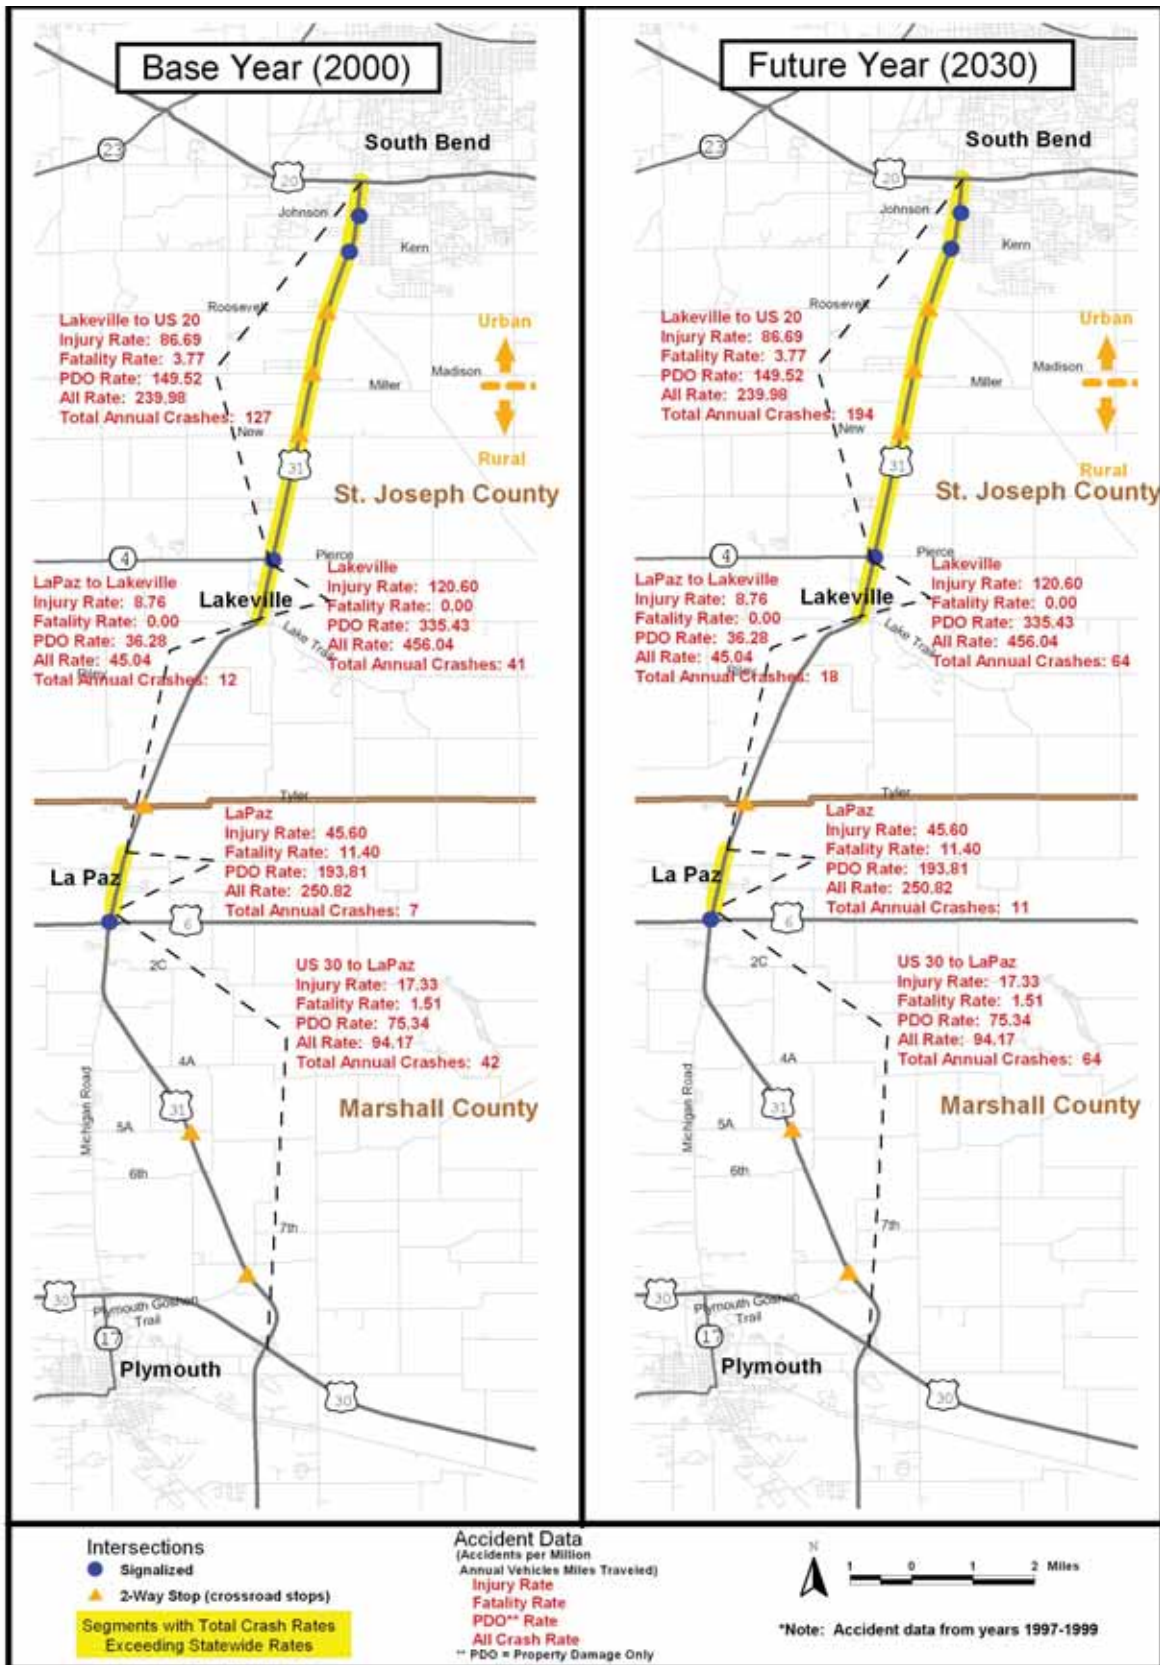 Base Year (2000)
South Bend
23
20
Johnson
Kern
Roosevelt
Lakeville to US 20
Injury Rate: 86.69
Fatality Rate: 3.77
PDO Rate: 149.52
All Rate: 239.98
Total Annual Crashes: 127
Urban
Madison
Miller
New
Rural
31
St. Joseph County
4
Pierce
LaPaz to Lakeville
Injury Rate: 8.76
Fatality Rate: 0.00
PDO Rate: 36.28
All Rate: 45.04
Total Annual Crashes: 12
Riley
Lakeville
Lake Trail
Lakeville
Injury Rate: 120.60
Fatality Rate: 0.00
PDO Rate: 335.43
All Rate: 456.04
Total Annual Crashes: 41
Tyler
LaPaz
Injury Rate: 45.60
Fatality Rate: 11.40
PDO Rate: 193.81
All Rate: 250.82
Total Annual Crashes: 7
La Paz
6
2C
US 30 to LaPaz
Injury Rate: 17.33
Fatality Rate: 1.51
PDO Rate: 75.34
All Rate: 94.17
Total Annual Crashes: 42
4A
Michigan Road
31
Marshall County
5A
6th
7th
30
Plymouth Goshen
Trail
17
Plymouth
30
Future Year (2030)
South Bend
23
20
Johnson
Kern
Roosevelt
Lakeville to US 20
Injury Rate: 86.69
Fatality Rate: 3.77
PDO Rate: 149.52
All Rate: 239.98
Total Annual Crashes: 194
Urban
Madison
Miller
New
Rural
31
St. Joseph County
4
Pierce
LaPaz to Lakeville
Injury Rate: 8.76
Fatality Rate: 0.00
PDO Rate: 36.28
All Rate: 45.04
Total Annual Crashes: 18
Riley
Lakeville
Lake Trail
Lakeville
Injury Rate: 120.60
Fatality Rate: 0.00
PDO Rate: 335.43
All Rate: 456.04
Total Annual Crashes: 64
Tyler
LaPaz
Injury Rate: 45.60
Fatality Rate: 11.40
PDO Rate: 193.81
All Rate: 250.82
Total Annual Crashes: 11
La Paz
6
2C
US 30 to LaPaz
Injury Rate: 17.33
Fatality Rate: 1.51
PDO Rate: 75.34
All Rate: 94.17
Total Annual Crashes: 64
4A
Michigan Road
31
Marshall County
5A
6th
7th
30
Plymouth Goshen
Trail
17
Plymouth
30
Intersections
Signalized
2-Way Stop (crossroad stops)
Segments with Total Crash Rates
Exceeding Statewide Rates
Accident Data
(Accidents per Million
Annual Vehicles Miles Traveled)
Injury Rate
Fatality Rate
PDO** Rate
All Crash Rate
** PDO = Property Damage Only
N
1 0 1 2 Miles
*Note: Accident data from years 1997-1999